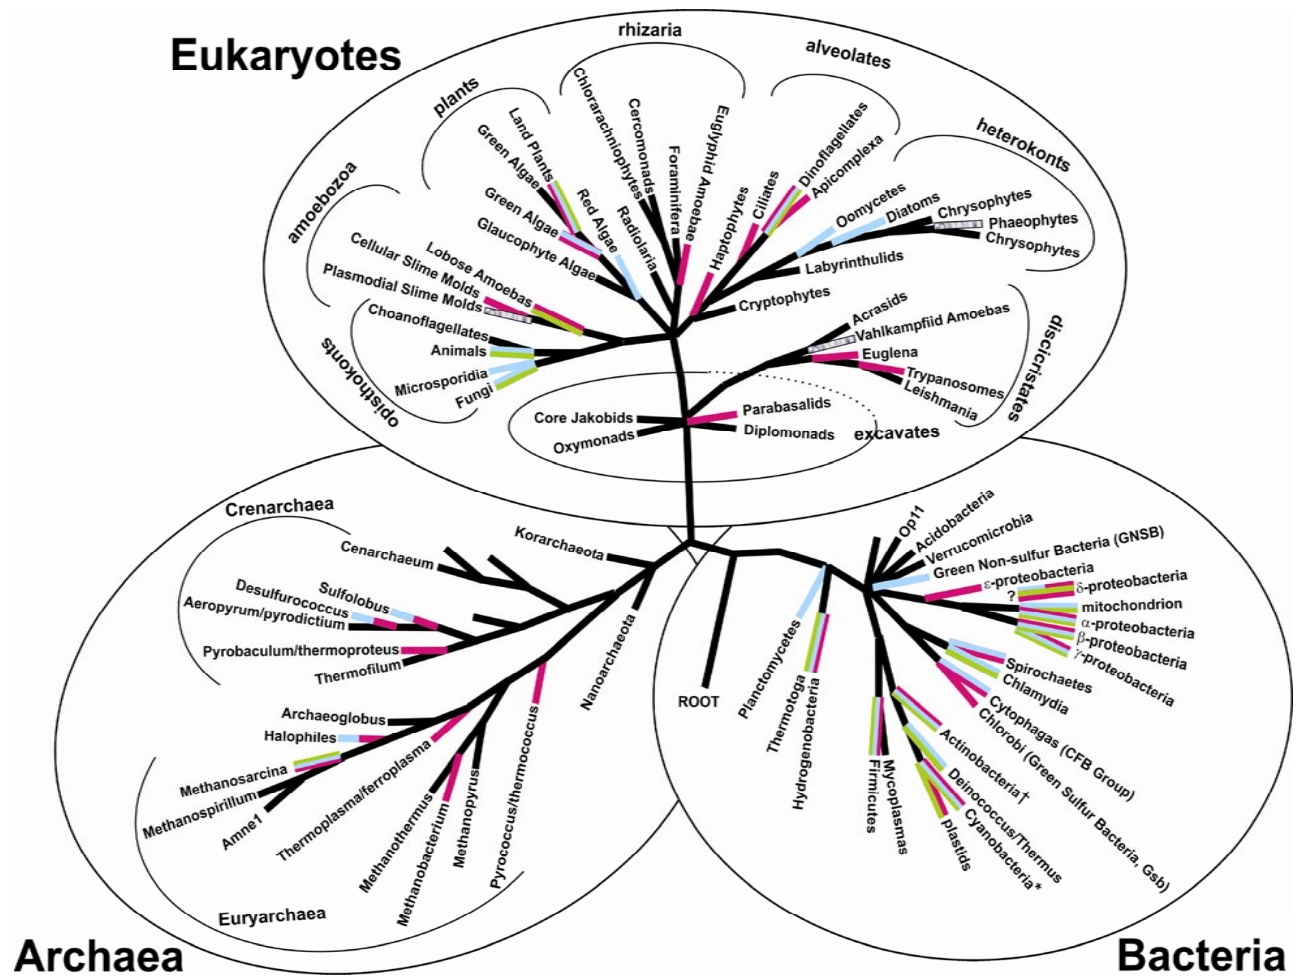 Eukaryotes
rhizaria
alveolates
plants
heterokonts
amoebozoa
opisthokonts
discicristates
excavates
Land Plants
Green Algae
Green Algae
Glaucophyte Algae
Red Algae
Radiolaria
Chlorarachniophytes
Cercomonads
Foraminifera
Euglyphid Amoebae
Haptophytes
Ciliates
Dinoflagellates
Apicomplexa
Oomycetes
Diatoms
Chrysophytes
Phaeophytes
Chrysophytes
Labyrinthulids
Cryptophytes
Lobose Amoebas
Cellular Slime Molds
Plasmodial Slime Molds
Choanoflagellates
Animals
Microsporidia
Fungi
Acrasids
Vahlkampfiid Amoebas
Euglena
Trypanosomes
Leishmania
Core Jakobids
Oxymonads
Parabasalids
Diplomonads
Crenarchaea
Cenarchaeum
Korarchaeota
Sulfolobus
Desulfurococcus
Aeropyrum/pyrodictium
Pyrobaculum/thermoproteus
Thermofilum
Nanoarchaeota
Archaeoglobus
Halophiles
Methanosarcina
Methanospirillum
Amne1
Thermoplasma/ferroplasma
Methanothermus
Methanobacterium
Methanopyrus
Pyrococcus/thermococcus
Euryarchaea
Archaea
ROOT
Planctomycetes
Thermotoga
Hydrogenobacteria
Op11
Acidobacteria
Verrucomicrobia
Green Non-sulfur Bacteria (GNSB)
ε-proteobacteria
?
δ-proteobacteria
mitochondrion
α-proteobacteria
β-proteobacteria
γ-proteobacteria
Spirochaetes
Chlamydia
Cytophagas (CFB Group)
Chlorobi (Green Sulfur Bacteria, Gsb)
Actinobacteria†
Deinococcus/Thermus
Cyanobacteria*
plastids
Mycoplasmas
Firmicutes
Bacteria